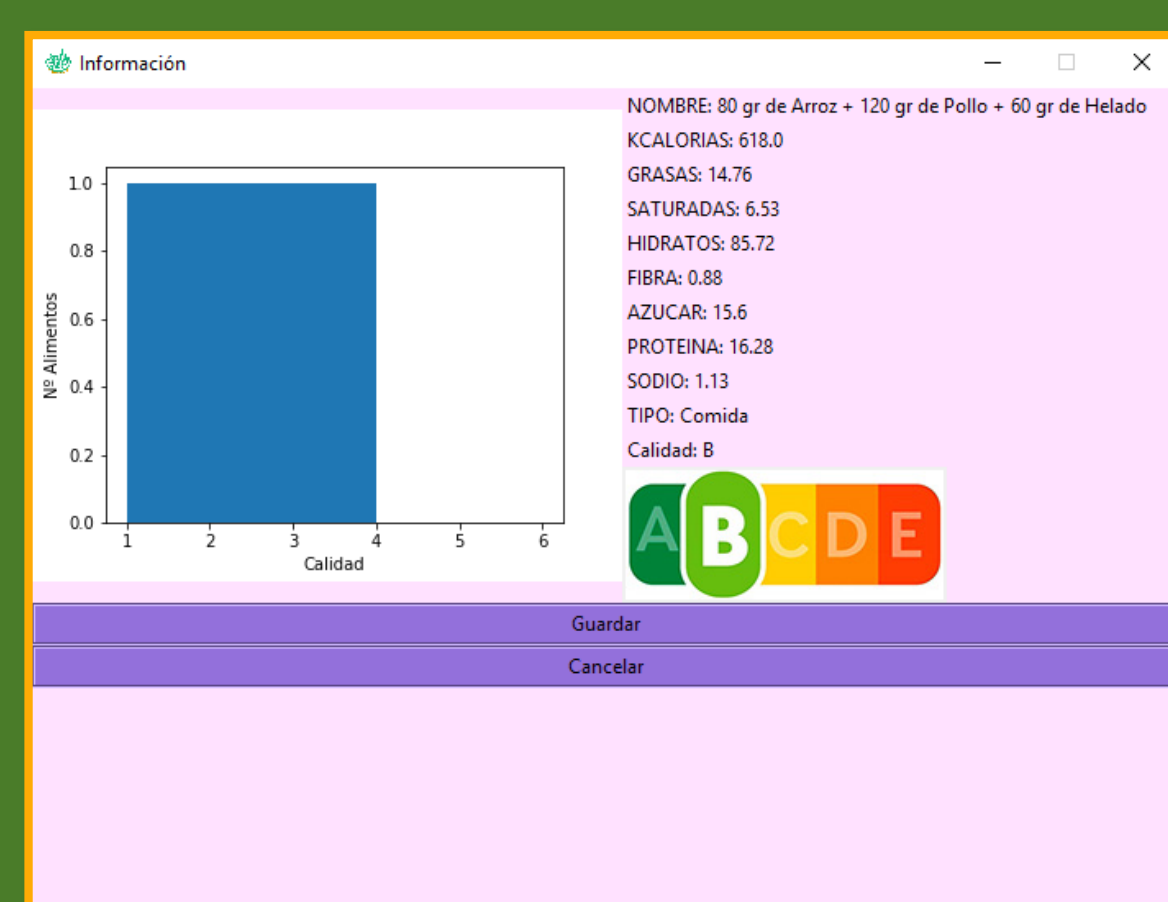 Información
NOMBRE: 80 gr de Arroz + 120 gr de Pollo + 60 gr de Helado
KCALORIAS: 618.0
GRASAS: 14.76
SATURADAS: 6.53
HIDRATOS: 85.72
FIBRA: 0.88
AZUCAR: 15.6
PROTEINA: 16.28
SODIO: 1.13
TIPO: Comida
Calidad: B
A B C D E
1.0
0.8
0.6
0.4
0.2
0.0
Nº Alimentos
1 2 3 4 5 6
Calidad
Guardar
Cancelar